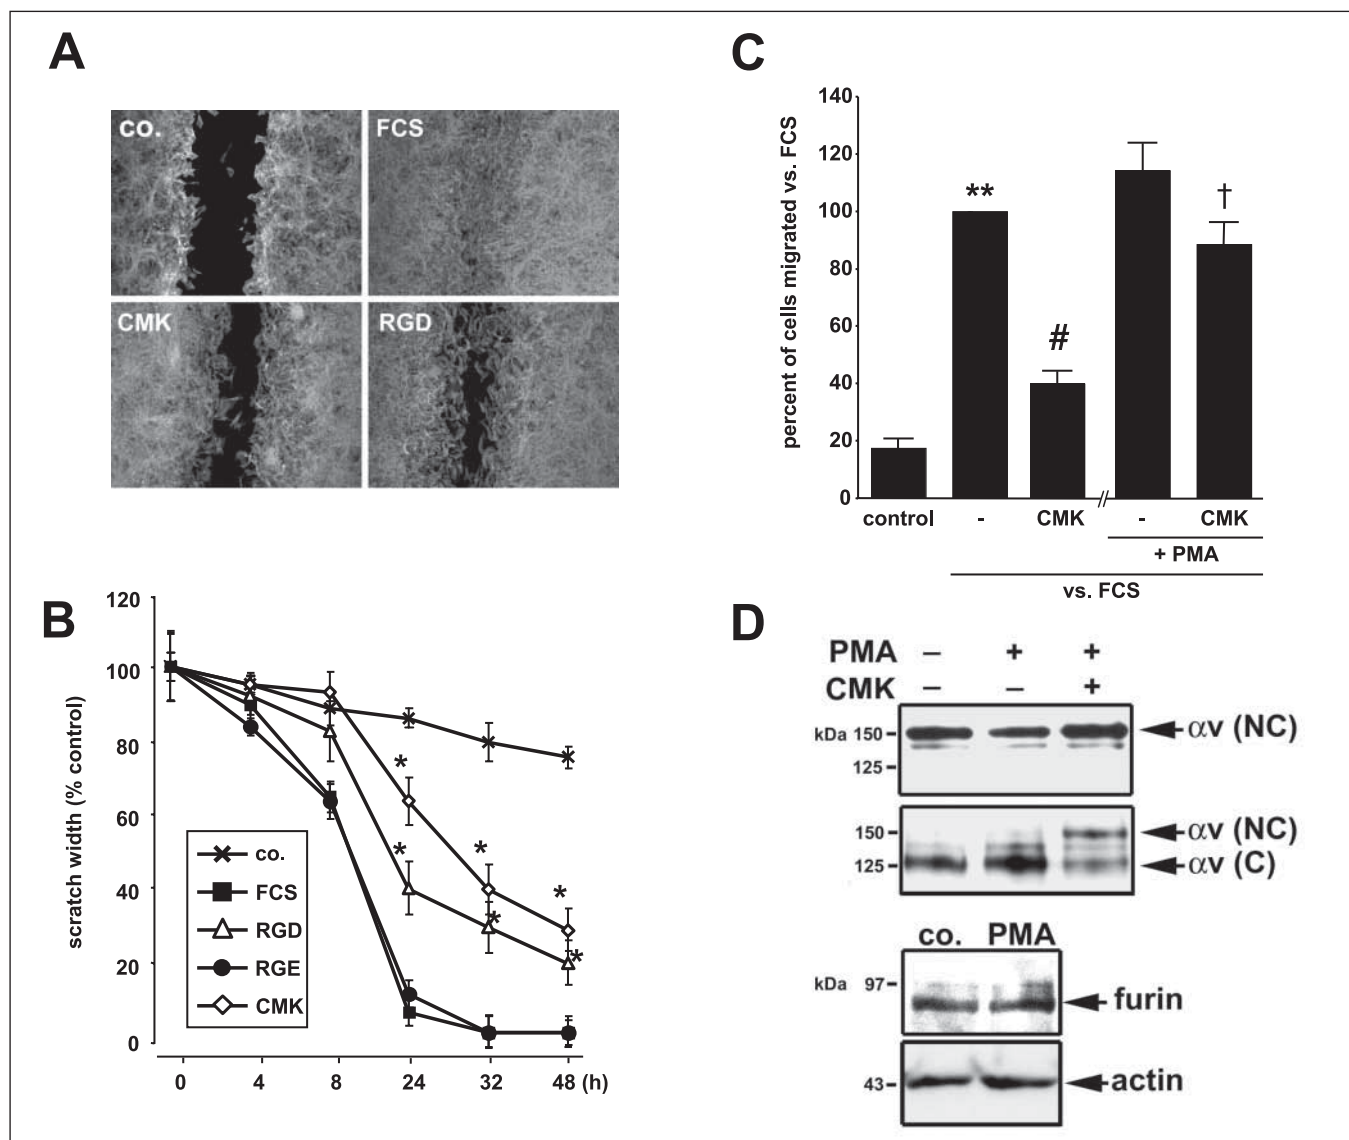 A
co.
FCS
CMK
RGD
B
scratch width (% control)
120
100
80
60
40
20
0
*
*
*
*
*
*
co.
FCS
RGD
RGE
CMK
0 4 8 24 32 48 (h)
C
percent of cells migrated vs. FCS
140
120
100
80
60
40
20
0
**
#
†
control - CMK // - CMK
+ PMA
vs. FCS
D
PMA – + +
CMK – – +
kDa 150 αv (NC)
125
150 αv (NC)
125 αv (C)
co. PMA
kDa 97
furin
43 actin